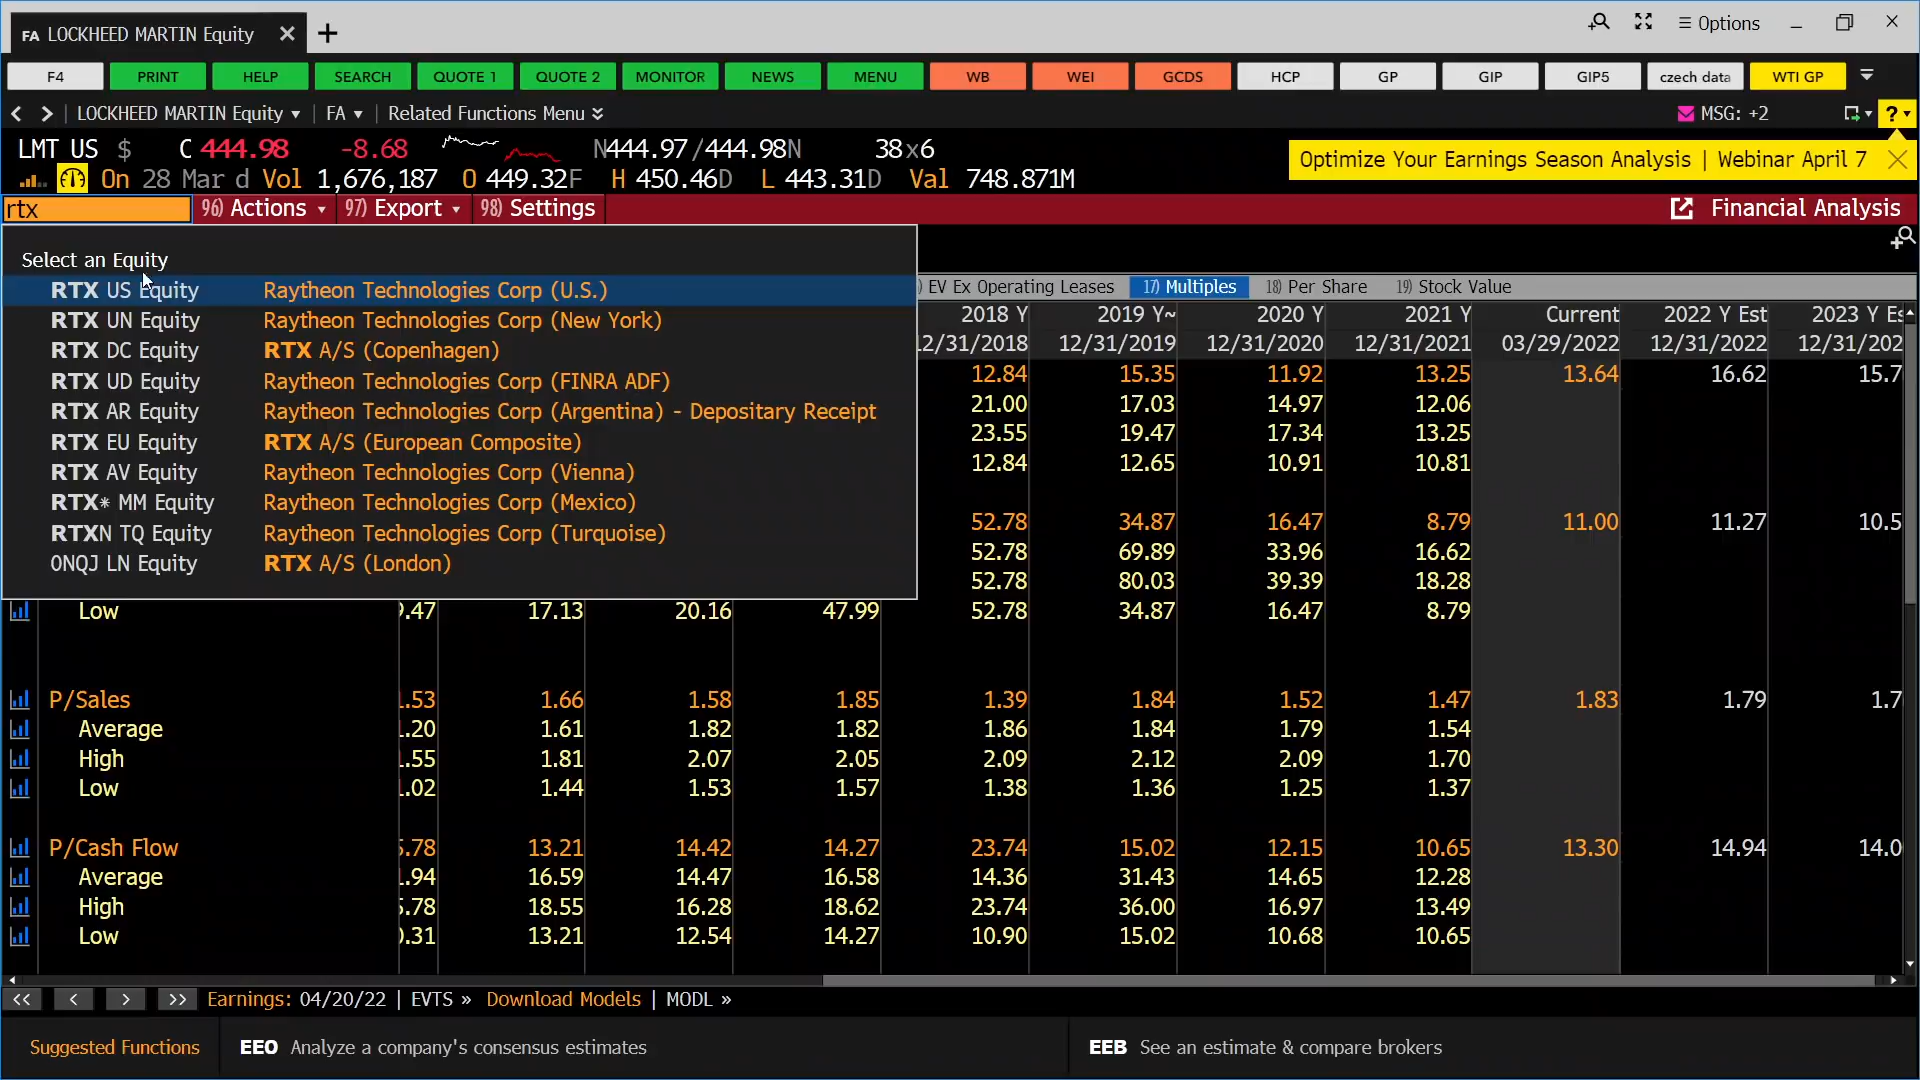 FA LOCKHEED MARTIN Equity
Options
F4 PRINT HELP SEARCH QUOTE 1 QUOTE 2 MONITOR NEWS MENU WB WEI GCDS HCP GP GIP GIP5 czech data WTI GP
LOCKHEED MARTIN Equity FA Related Functions Menu MSG: +2 ?
LMT US $ C 444.98 -8.68 N444.97/444.98N 38x6
Optimize Your Earnings Season Analysis | Webinar April 7
On 28 Mar d Vol 1,676,187 O 449.32F H 450.46D L 443.31D Val 748.871M
rtx 96) Actions 97) Export 98) Settings Financial Analysis
Select an Equity
EV Ex Operating Leases 17) Multiples 18) Per Share 19) Stock Value
RTX US Equity Raytheon Technologies Corp (U.S.)
RTX UN Equity Raytheon Technologies Corp (New York)
RTX DC Equity RTX A/S (Copenhagen)
RTX UD Equity Raytheon Technologies Corp (FINRA ADF)
RTX AR Equity Raytheon Technologies Corp (Argentina) - Depositary Receipt
RTX EU Equity RTX A/S (European Composite)
RTX AV Equity Raytheon Technologies Corp (Vienna)
RTX* MM Equity Raytheon Technologies Corp (Mexico)
RTXN TQ Equity Raytheon Technologies Corp (Turquoise)
0NQJ LN Equity RTX A/S (London)
2018 Y 2019 Y~ 2020 Y 2021 Y Current 2022 Y Est 2023 Y Es
12/31/2018 12/31/2019 12/31/2020 12/31/2021 03/29/2022 12/31/2022 12/31/202
12.84 15.35 11.92 13.25 13.64 16.62 15.7
21.00 17.03 14.97 12.06
23.55 19.47 17.34 13.25
12.84 12.65 10.91 10.81
52.78 34.87 16.47 8.79 11.00 11.27 10.5
52.78 69.89 33.96 16.62
52.78 80.03 39.39 18.28
Low .47 17.13 20.16 47.99 52.78 34.87 16.47 8.79
P/Sales .53 1.66 1.58 1.85 1.39 1.84 1.52 1.47 1.83 1.79 1.7
Average .20 1.61 1.82 1.82 1.86 1.84 1.79 1.54
High .55 1.81 2.07 2.05 2.09 2.12 2.09 1.70
Low .02 1.44 1.53 1.57 1.38 1.36 1.25 1.37
P/Cash Flow .78 13.21 14.42 14.27 23.74 15.02 12.15 10.65 13.30 14.94 14.0
Average .94 16.59 14.47 16.58 14.36 31.43 14.65 12.28
High .78 18.55 16.28 18.62 23.74 36.00 16.97 13.49
Low .31 13.21 12.54 14.27 10.90 15.02 10.68 10.65
<< < > >> Earnings: 04/20/22 | EVTS » Download Models | MODL »
Suggested Functions EEO Analyze a company's consensus estimates EEB See an estimate & compare brokers